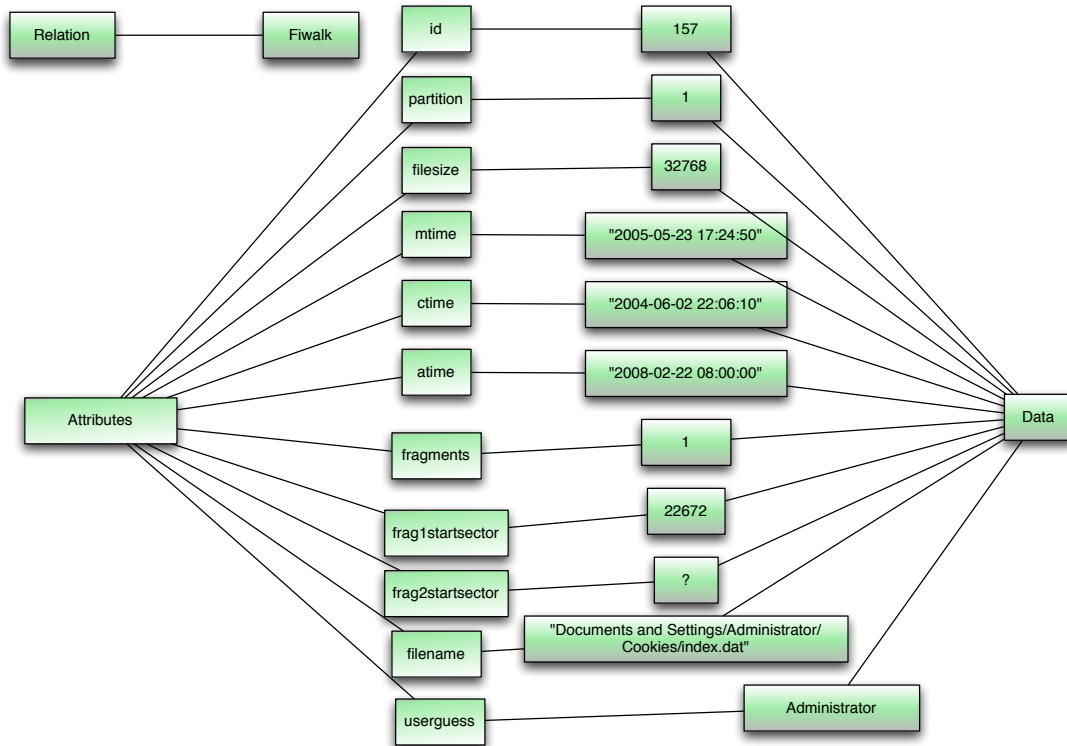 Relation
Fiwalk
id
157
partition
1
filesize
32768
mtime
"2005-05-23 17:24:50"
ctime
"2004-06-02 22:06:10"
atime
"2008-02-22 08:00:00"
Attributes
Data
fragments
1
frag1startsector
22672
frag2startsector
?
filename
"Documents and Settings/Administrator/
Cookies/index.dat"
userguess
Administrator